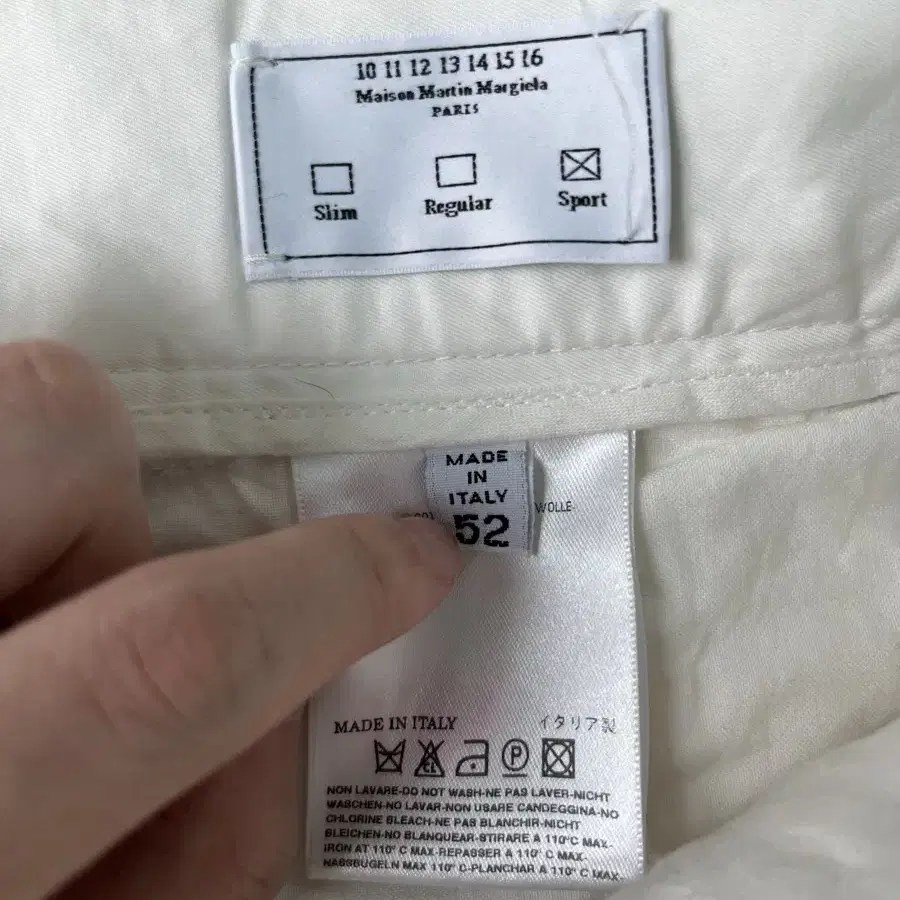 10 11 12 13 14 15 16
Maison Martin Margiela
PARIS
Slim Regular Sport
MADE
IN
ITALY
WOLLE-
52
MADE IN ITALY イタリア製
CL P
NON LAVARE-DO NOT WASH-NE PAS LAVER-NICHT
WASCHEN-NO LAVAR-NON USARE CANDEGGINA-NO
CHLORINE BLEACH-NE PAS BLANCHIR-NICHT
BLEICHEN-NO BLANQUEAR-STIRARE A 110°C MAX-
IRON AT 110°C MAX-REPASSER A 110°C MAX-
NASSBUGELN MAX 110°C-PLANCHAR A 110°C MAX